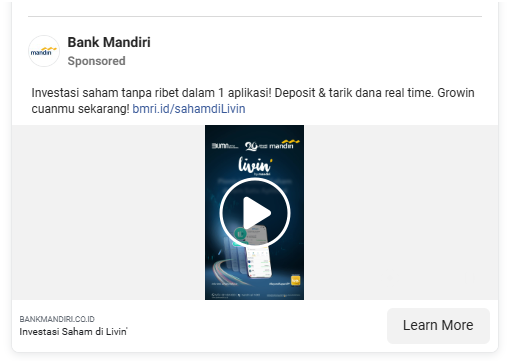 mandiri
Bank Mandiri
Sponsored
Investasi saham tanpa ribet dalam 1 aplikasi! Deposit & tarik dana real time. Growin
cuanmu sekarang! bmri.id/sahamdiLivin
BUMN
mandiri
livin'
by mandiri
BANKMANDIRI.CO.ID
Investasi Saham di Livin'
Learn More